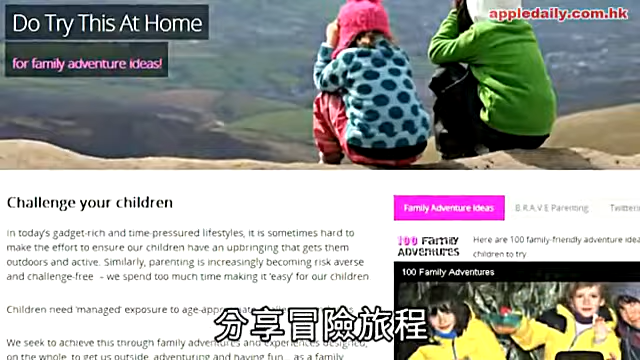 Do Try This At Home
for family adventure ideas!
appledaily.com.hk
Challenge your children
In today's gadget-rich and time-pressured lifestyles, it is sometimes hard to
make the effort to ensure our children have an upbringing that gets them
outdoors and active. Similarly, parenting is increasingly becoming risk averse
and challenge-free - we spend too much time making it 'easy' for our children
Children need 'managed' exposure to
We seek to achieve this through family adventures and experiences designed,
on the whole, to get us outside, adventuring and having fun... as a family
Family Adventure Ideas
B.R.A.V.E Parenting
100 Family
ADVENTURES
Here are 100 family-friendly adventure
children to try
100 Family Adventures
分享冒險旅程